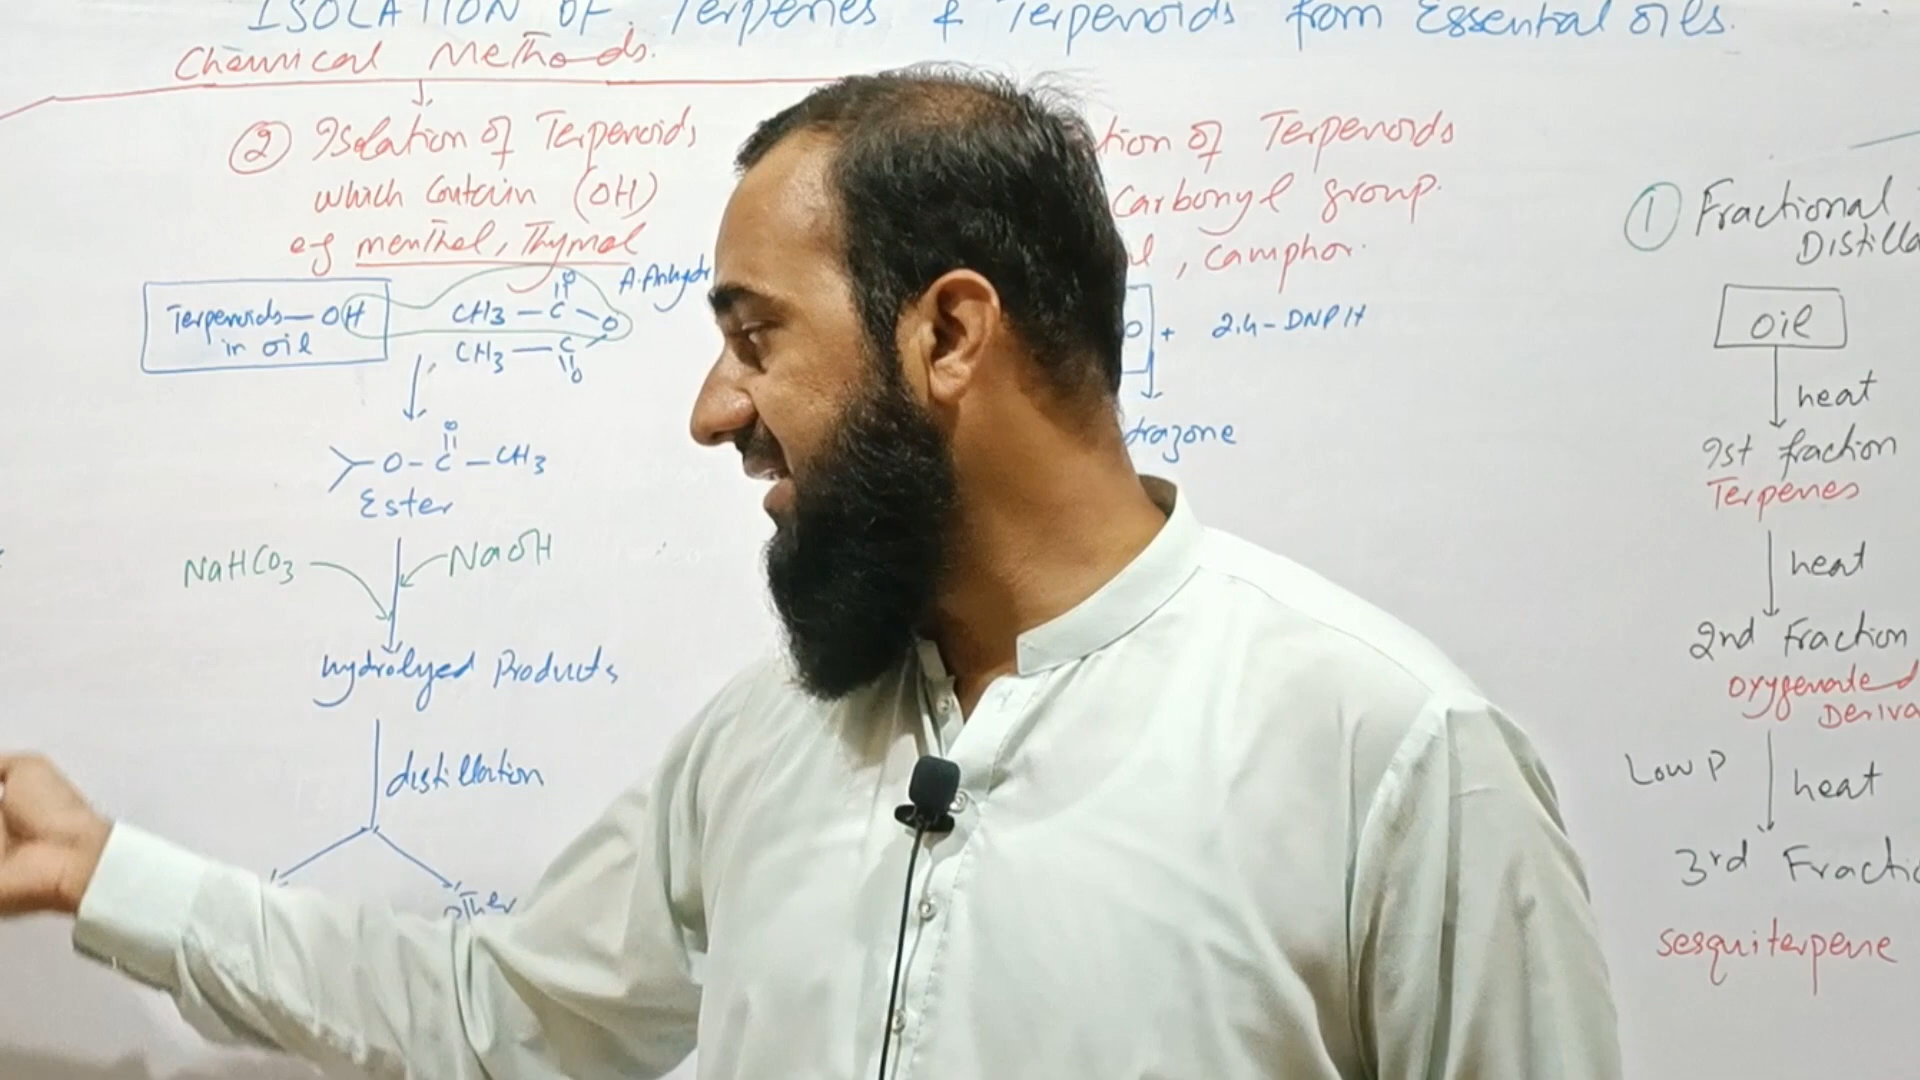 ISOLATION OF Terpenes & Terpenoids from Essential oils.
Chemical Methods.
② Isolation of Terpenoids
which Contain (OH)
e-g menthol, Thymol
Terpenoids—OH
in oil
A.Anhydr
CH3 — C — O
O
CH3 — C
O
O
—O—C—CH3
Ester
NaHCO3
NaOH
hydrolyzed Products
distillation
other
tion of Terpenoids
Carbonyl group.
l, camphor.
O + 2,4-DNPH
drazone
① Fractional
Distilla
oil
heat
1st fraction
Terpenes
heat
2nd Fraction
oxygenated
Deriva
Low P
heat
3rd Fractio
sesquiterpene